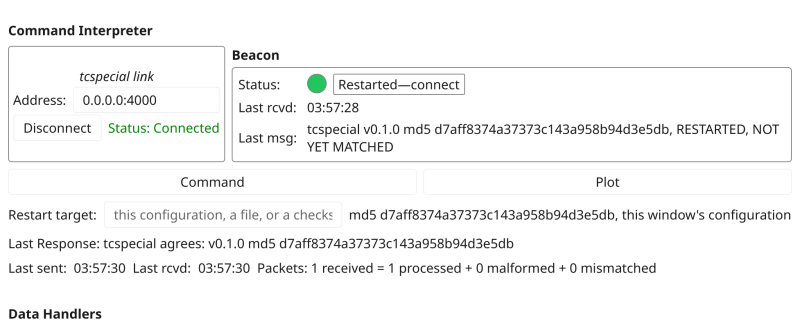 Command Interpreter
tcspecial link
Address: 0.0.0.0:4000
Disconnect Status: Connected
Beacon
Status: Restarted—connect
Last rcvd: 03:57:28
Last msg: tcspecial v0.1.0 md5 d7aff8374a37373c143a958b94d3e5db, RESTARTED, NOT
YET MATCHED
Command Plot
Restart target: this configuration, a file, or a checks md5 d7aff8374a37373c143a958b94d3e5db, this window's configuration
Last Response: tcspecial agrees: v0.1.0 md5 d7aff8374a37373c143a958b94d3e5db
Last sent: 03:57:30 Last rcvd: 03:57:30 Packets: 1 received = 1 processed + 0 malformed + 0 mismatched
Data Handlers